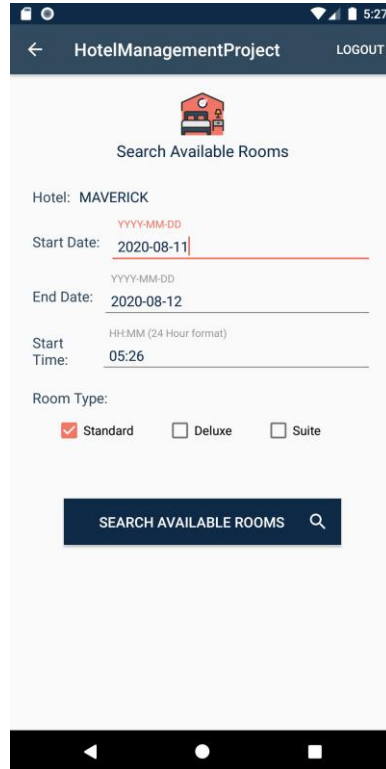 5:27
HotelManagementProject LOGOUT
Search Available Rooms
Hotel: MAVERICK
YYYY-MM-DD
Start Date: 2020-08-11
YYYY-MM-DD
End Date: 2020-08-12
HH:MM (24 Hour format)
Start
Time: 05:26
Room Type:
Standard Deluxe Suite
SEARCH AVAILABLE ROOMS